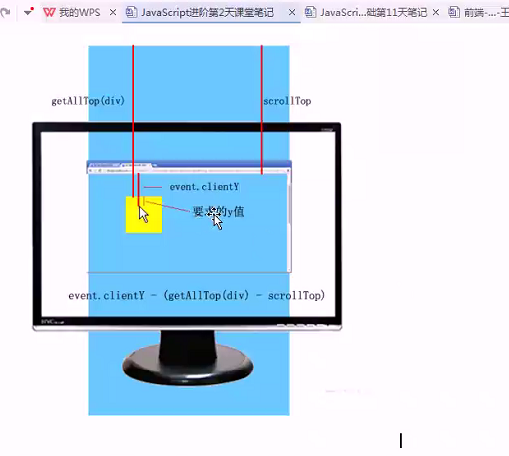 我的WPS
JavaScript进阶第2天课堂笔记
JavaScri...础第11天笔记
前端-...-王
getAllTop(div)
scrollTop
event.clientY
要求的y值
event.clientY - (getAllTop(div) - scrollTop)